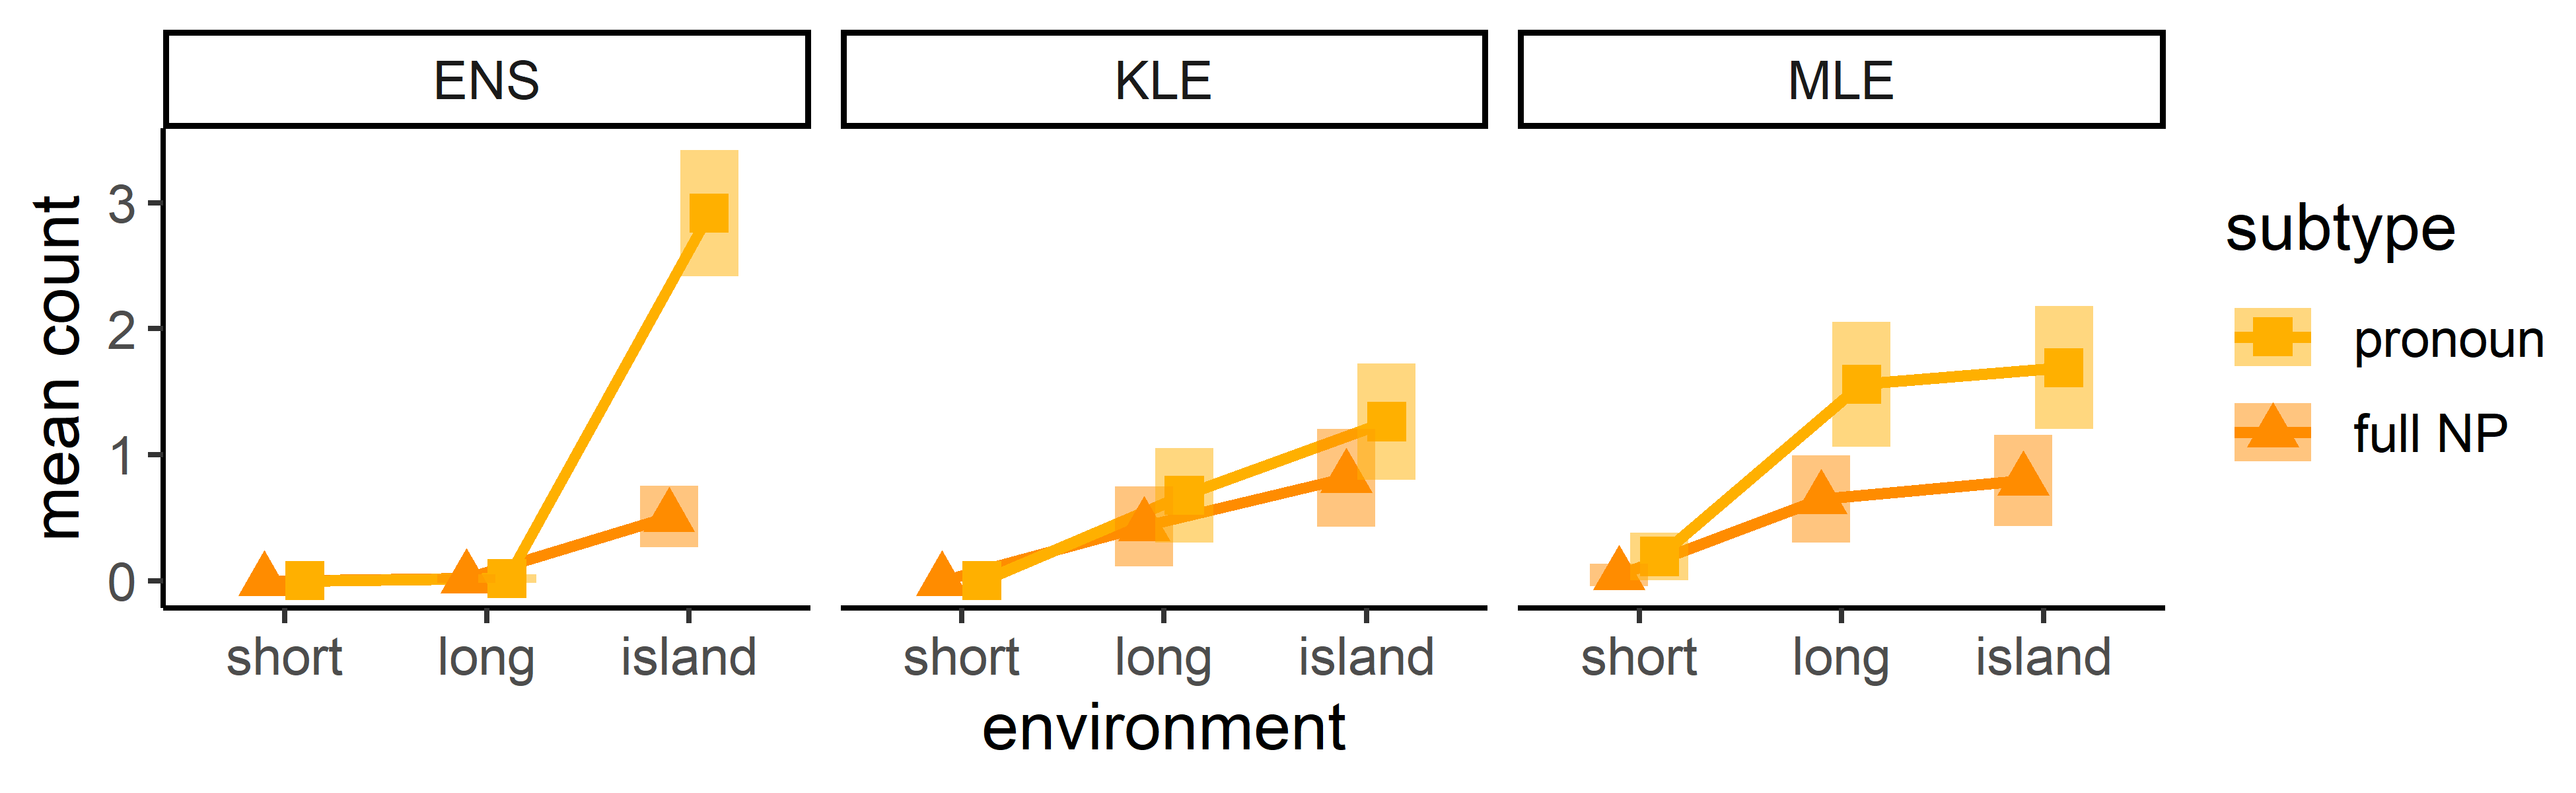 ENS KLE MLE
mean count
3
2
1
0
short long island short long island short long island
environment
subtype
pronoun
full NP